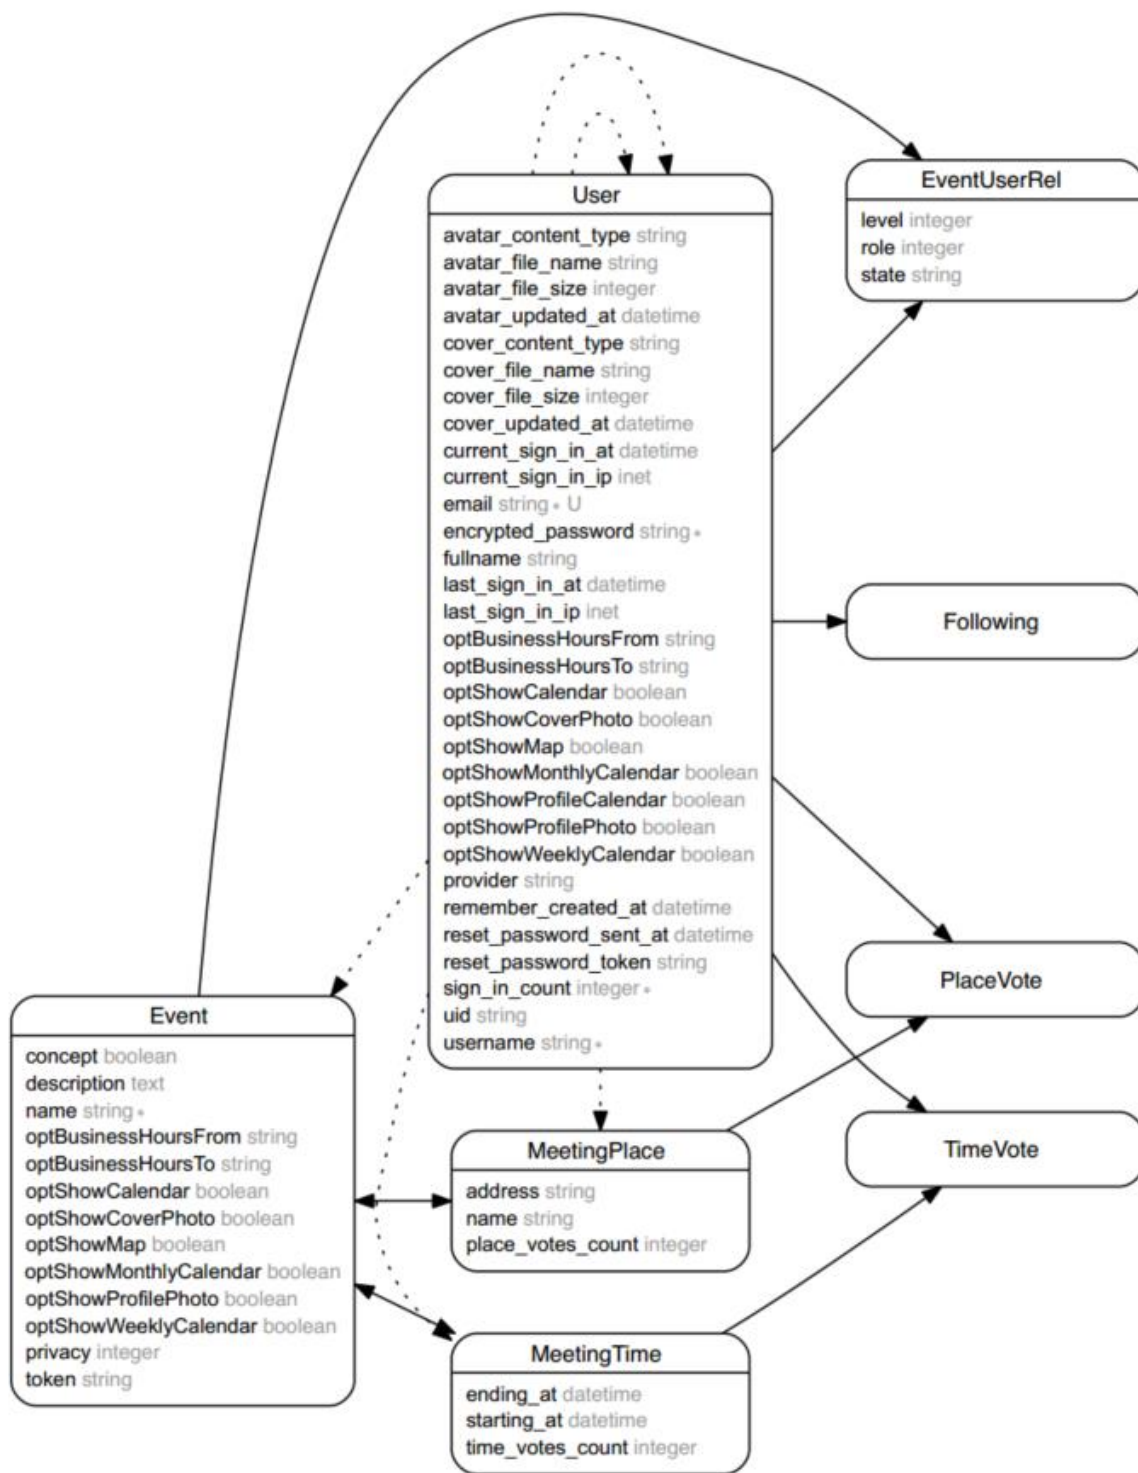 User
avatar_content_type string
avatar_file_name string
avatar_file_size integer
avatar_updated_at datetime
cover_content_type string
cover_file_name string
cover_file_size integer
cover_updated_at datetime
current_sign_in_at datetime
current_sign_in_ip inet
email string * U
encrypted_password string *
fullname string
last_sign_in_at datetime
last_sign_in_ip inet
optBusinessHoursFrom string
optBusinessHoursTo string
optShowCalendar boolean
optShowCoverPhoto boolean
optShowMap boolean
optShowMonthlyCalendar boolean
optShowProfileCalendar boolean
optShowProfilePhoto boolean
optShowWeeklyCalendar boolean
provider string
remember_created_at datetime
reset_password_sent_at datetime
reset_password_token string
sign_in_count integer *
uid string
username string *
EventUserRel
level integer
role integer
state string
Following
PlaceVote
TimeVote
Event
concept boolean
description text
name string *
optBusinessHoursFrom string
optBusinessHoursTo string
optShowCalendar boolean
optShowCoverPhoto boolean
optShowMap boolean
optShowMonthlyCalendar boolean
optShowProfilePhoto boolean
optShowWeeklyCalendar boolean
privacy integer
token string
MeetingPlace
address string
name string
place_votes_count integer
MeetingTime
ending_at datetime
starting_at datetime
time_votes_count integer